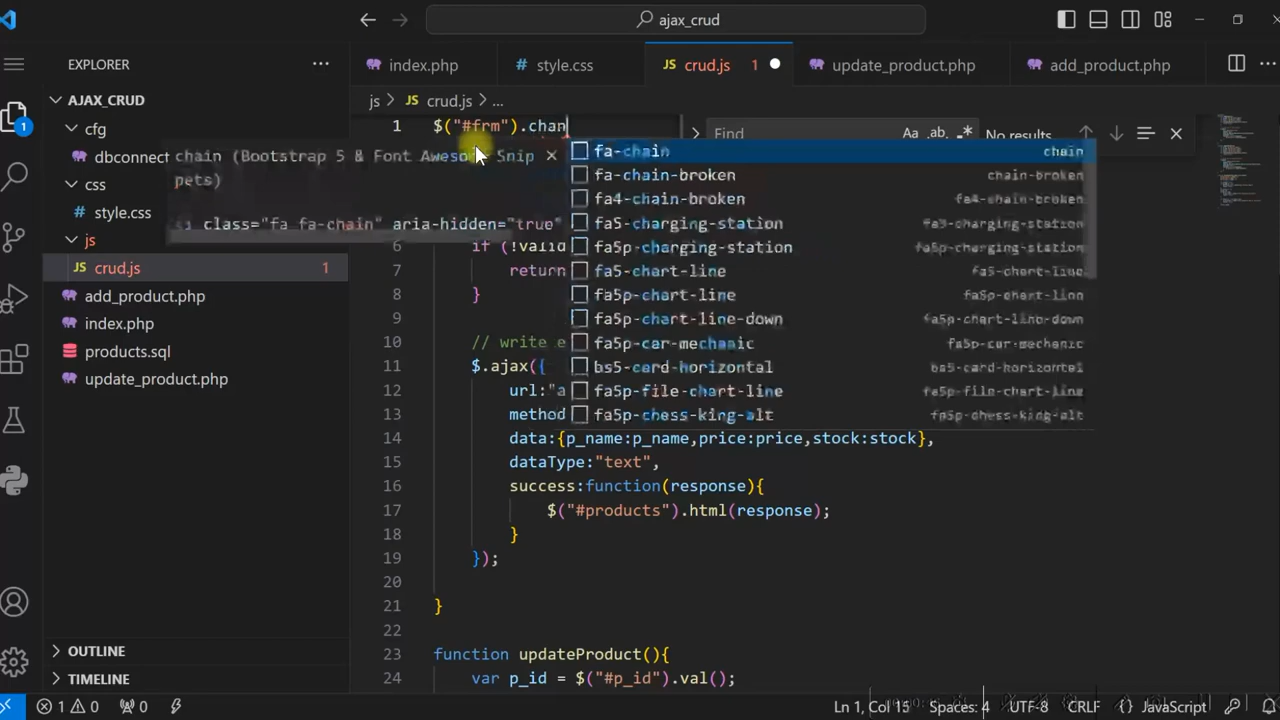 ajax_crud
EXPLORER
index.php
style.css
crud.js 1
update_product.php
add_product.php
AJAX_CRUD
js > crud.js > ...
cfg
1 $("#frm").chan
Find
Aa
ab
No results
dbconnect
chain (Bootstrap 5 & Font Awesome Snip
pets)
fa-chain chain
css
fa-chain-broken chain-broken
style.css
fa4-chain-broken fa4-chain-broken
class="fa fa-chain" aria-hidden="true"
fa5-charging-station fa5-charging-station
js
6 if (!valid
fa5p-charging-station fa5p-charging-station
crud.js 1
7 return
fa5-chart-line fa5-chart-line
add_product.php
8 }
fa5p-chart-line fa5p-chart-line
index.php
9
fa5p-chart-line-down fa5p-chart-line-down
products.sql
10 // write
fa5p-car-mechanic fa5p-car-mechanic
update_product.php
11 $.ajax({
bs5-card-horizontal bs5-card-horizontal
12 url:"a
fa5p-file-chart-line fa5p-file-chart-line
13 method
fa5p-chess-king-alt fa5p-chess-king-alt
14 data:{p_name:p_name,price:price,stock:stock},
15 dataType:"text",
16 success:function(response){
17 $("#products").html(response);
18 }
19 });
20
21 }
22
OUTLINE
23 function updateProduct(){
TIMELINE
24 var p_id = $("#p_id").val();
1 0 0 Ln 1, Col 15 Spaces: 4 UTF-8 CRLF {} JavaScript